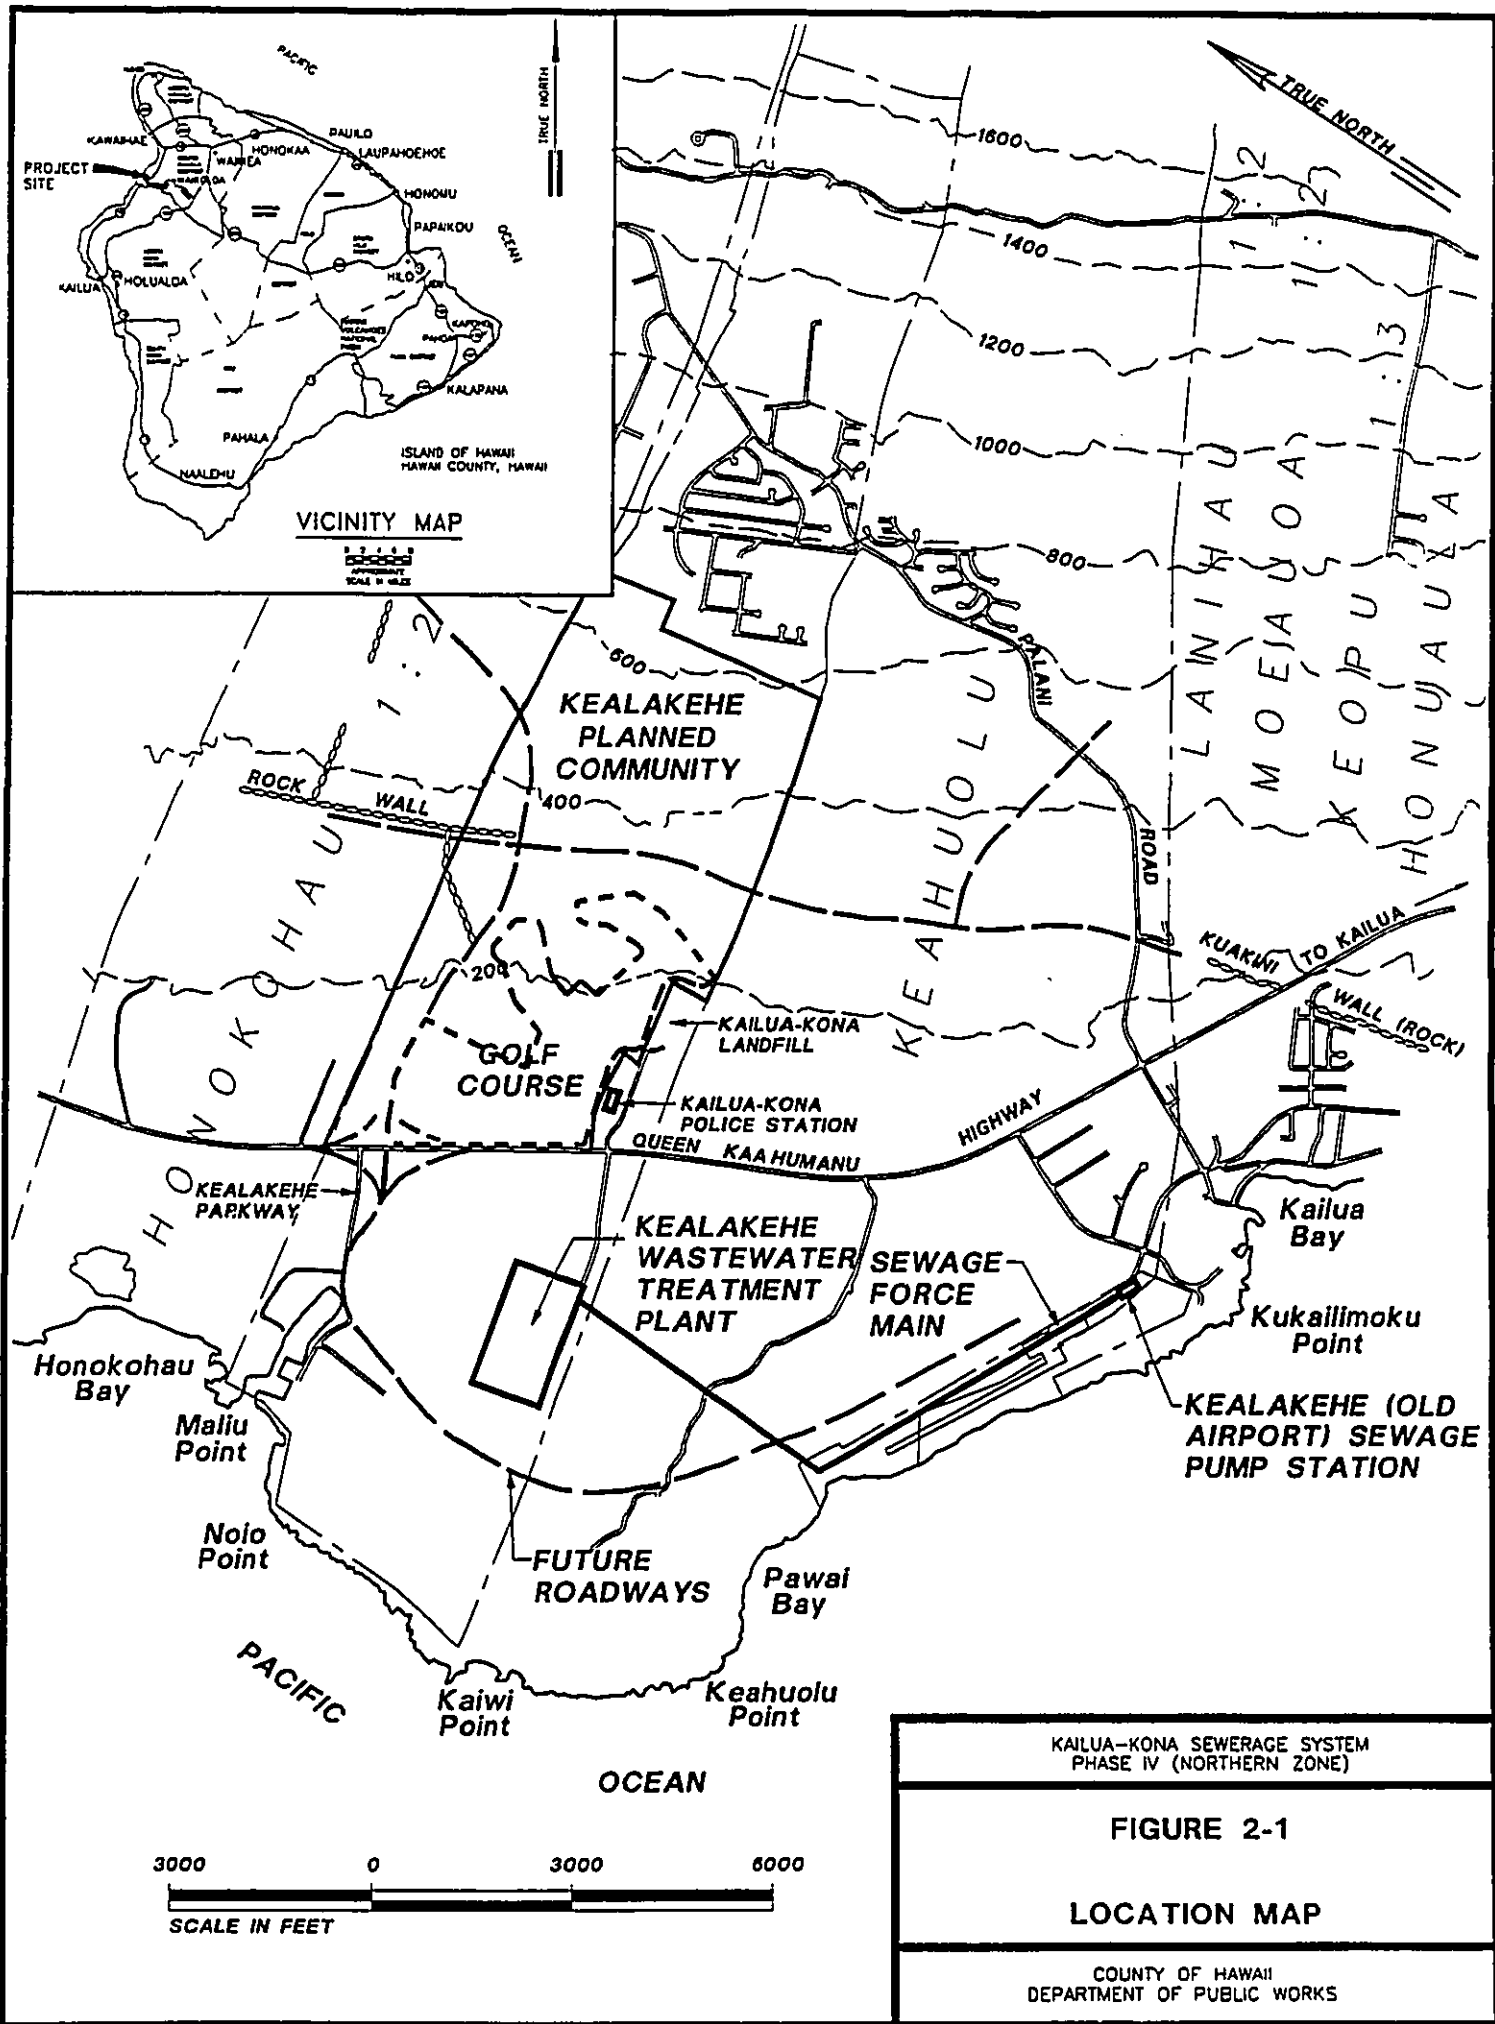 PACIFIC
TRUE NORTH
KAWAIHAE
WAIMEA
HONOKAA
PAUILO
LAUPAHOEHOE
PROJECT
SITE
HONOMU
PAPAIKOU
OCEAN
HILO
KAILUA
HOLUALOA
KAPOHO
PAHOA
KALAPANA
PAHALA
NAALEHU
ISLAND OF HAWAII
HAWAII COUNTY, HAWAII
VICINITY MAP
APPROXIMATE
SCALE IN MILES
TRUE NORTH
1600
1400
1200
1000
800
600
400
200
1 : 2
1 : 2
1 : 3
LANIHAU
MOEAUOA
KEOPU
HONUAULA
KEAHUOLU
HONOKOHAU
PALANI
ROAD
KEALAKEHE
PLANNED
COMMUNITY
ROCK WALL
KUAKINI
WALL (ROCK)
TO KAILUA
GOLF
COURSE
KAILUA-KONA
LANDFILL
KAILUA-KONA
POLICE STATION
QUEEN KAAHUMANU
HIGHWAY
KEALAKEHE
PARKWAY
KEALAKEHE
WASTEWATER
TREATMENT
PLANT
SEWAGE
FORCE
MAIN
Kailua
Bay
Kukailimoku
Point
KEALAKEHE (OLD
AIRPORT) SEWAGE
PUMP STATION
Honokohau
Bay
Maliu
Point
Noio
Point
FUTURE
ROADWAYS
Pawai
Bay
PACIFIC
Kaiwi
Point
Keahuolu
Point
OCEAN
3000 0 3000 6000
SCALE IN FEET
KAILUA-KONA SEWERAGE SYSTEM
PHASE IV (NORTHERN ZONE)
FIGURE 2-1
LOCATION MAP
COUNTY OF HAWAII
DEPARTMENT OF PUBLIC WORKS